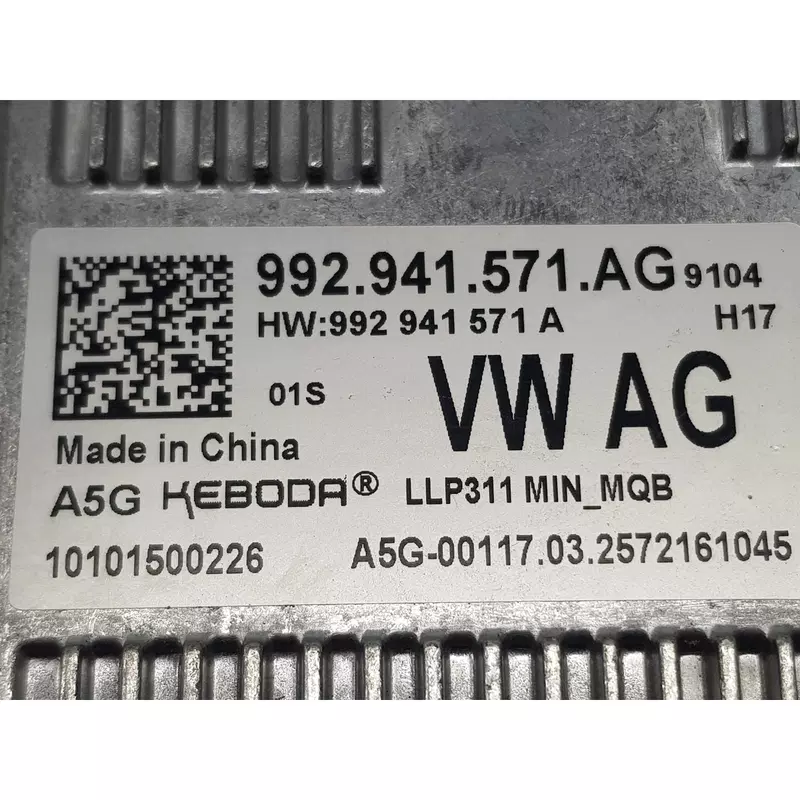 992.941.571.AG 9104
HW:992 941 571 A H17
01S VW AG
Made in China
A5G KEBODA® LLP311 MIN_MQB
10101500226 A5G-00117.03.2572161045